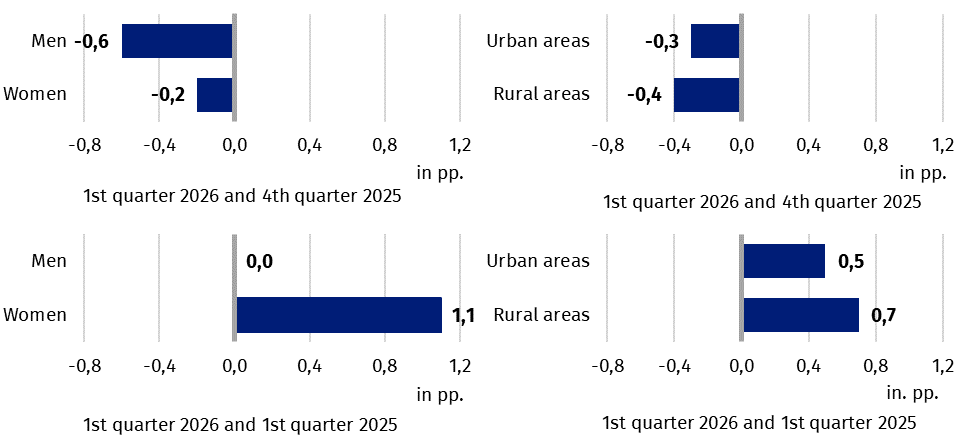 Men -0,6
Women -0,2
-0,8 -0,4 0,0 0,4 0,8 1,2
in pp.
1st quarter 2026 and 4th quarter 2025
Urban areas -0,3
Rural areas -0,4
-0,8 -0,4 0,0 0,4 0,8 1,2
in pp.
1st quarter 2026 and 4th quarter 2025
Men 0,0
Women 1,1
-0,8 -0,4 0,0 0,4 0,8 1,2
in pp.
1st quarter 2026 and 1st quarter 2025
Urban areas 0,5
Rural areas 0,7
-0,8 -0,4 0,0 0,4 0,8 1,2
in. pp.
1st quarter 2026 and 1st quarter 2025